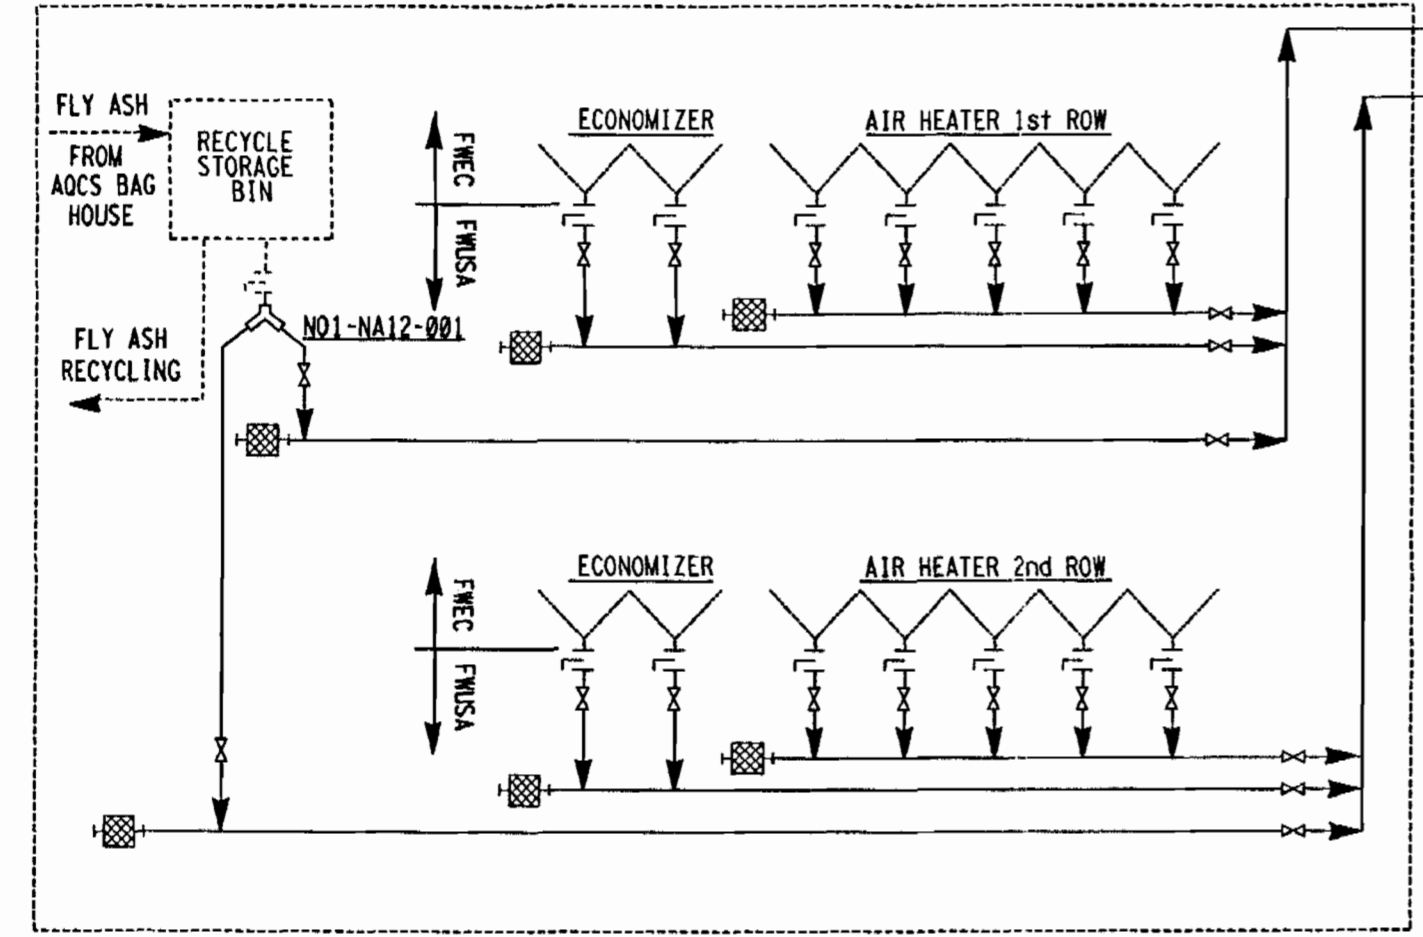 FLY ASH
FROM
AQCS BAG
HOUSE
RECYCLE
STORAGE
BIN
FLY ASH
RECYCLING
NO1-NA12-001
FWEC
FWUSA
ECONOMIZER
AIR HEATER 1st ROW
FWEC
FWUSA
ECONOMIZER
AIR HEATER 2nd ROW